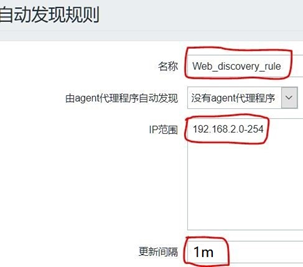 自动发现规则
名称 Web_discovery_rule
由agent代理程序自动发现 没有agent代理程序
IP范围 192.168.2.0-254
更新间隔 1m